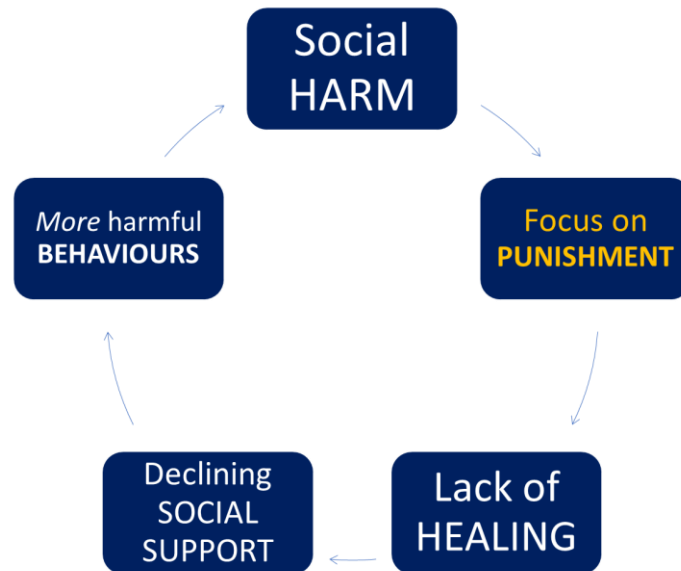 Social
HARM
Focus on
PUNISHMENT
Lack of
HEALING
Declining
SOCIAL
SUPPORT
More harmful
BEHAVIOURS